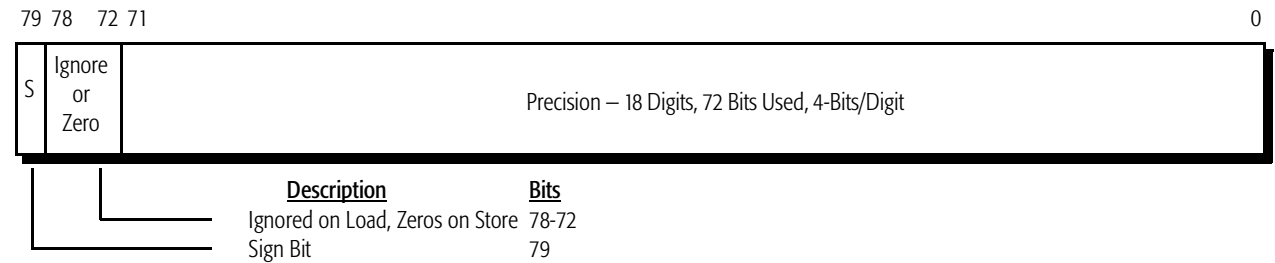 79 78 72 71 0
S
Ignore
or
Zero
Precision — 18 Digits, 72 Bits Used, 4-Bits/Digit
Description Bits
Ignored on Load, Zeros on Store 78-72
Sign Bit 79